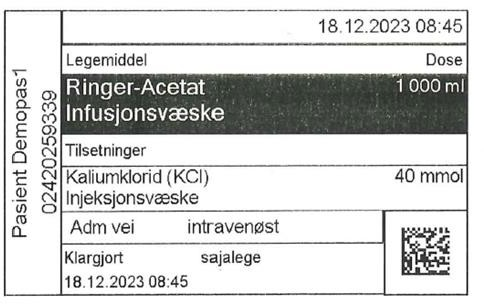 Pasient Demopas1
02420259339
18.12.2023 08:45
Legemiddel Dose
Ringer-Acetat 1 000 ml
Infusjonsvæske
Tilsetninger
Kaliumklorid (KCl) 40 mmol
Injeksjonsvæske
Adm vei intravenøst
Klargjort sajalege
18.12.2023 08:45